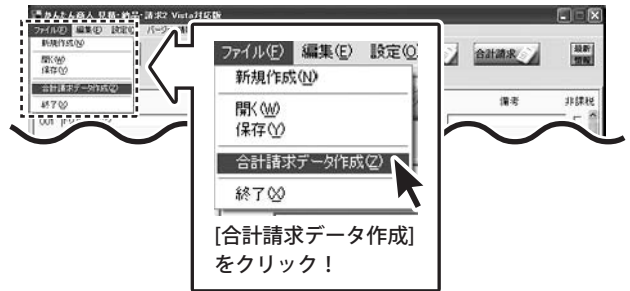 かんたん商人 見積・納品・請求2 Vista対応版
ファイル(F) 編集(E) 設定(O)
新規作成(N)
開く(W)
保存(Y)
合計請求データ作成(Z)
終了(X)
ファイル(F) 編集(E) 設定(O)
新規作成(N)
開く(W)
保存(Y)
合計請求データ作成(Z)
終了(X)
合計請求
最新
情報
備考 非課税
001
[合計請求データ作成]
をクリック！